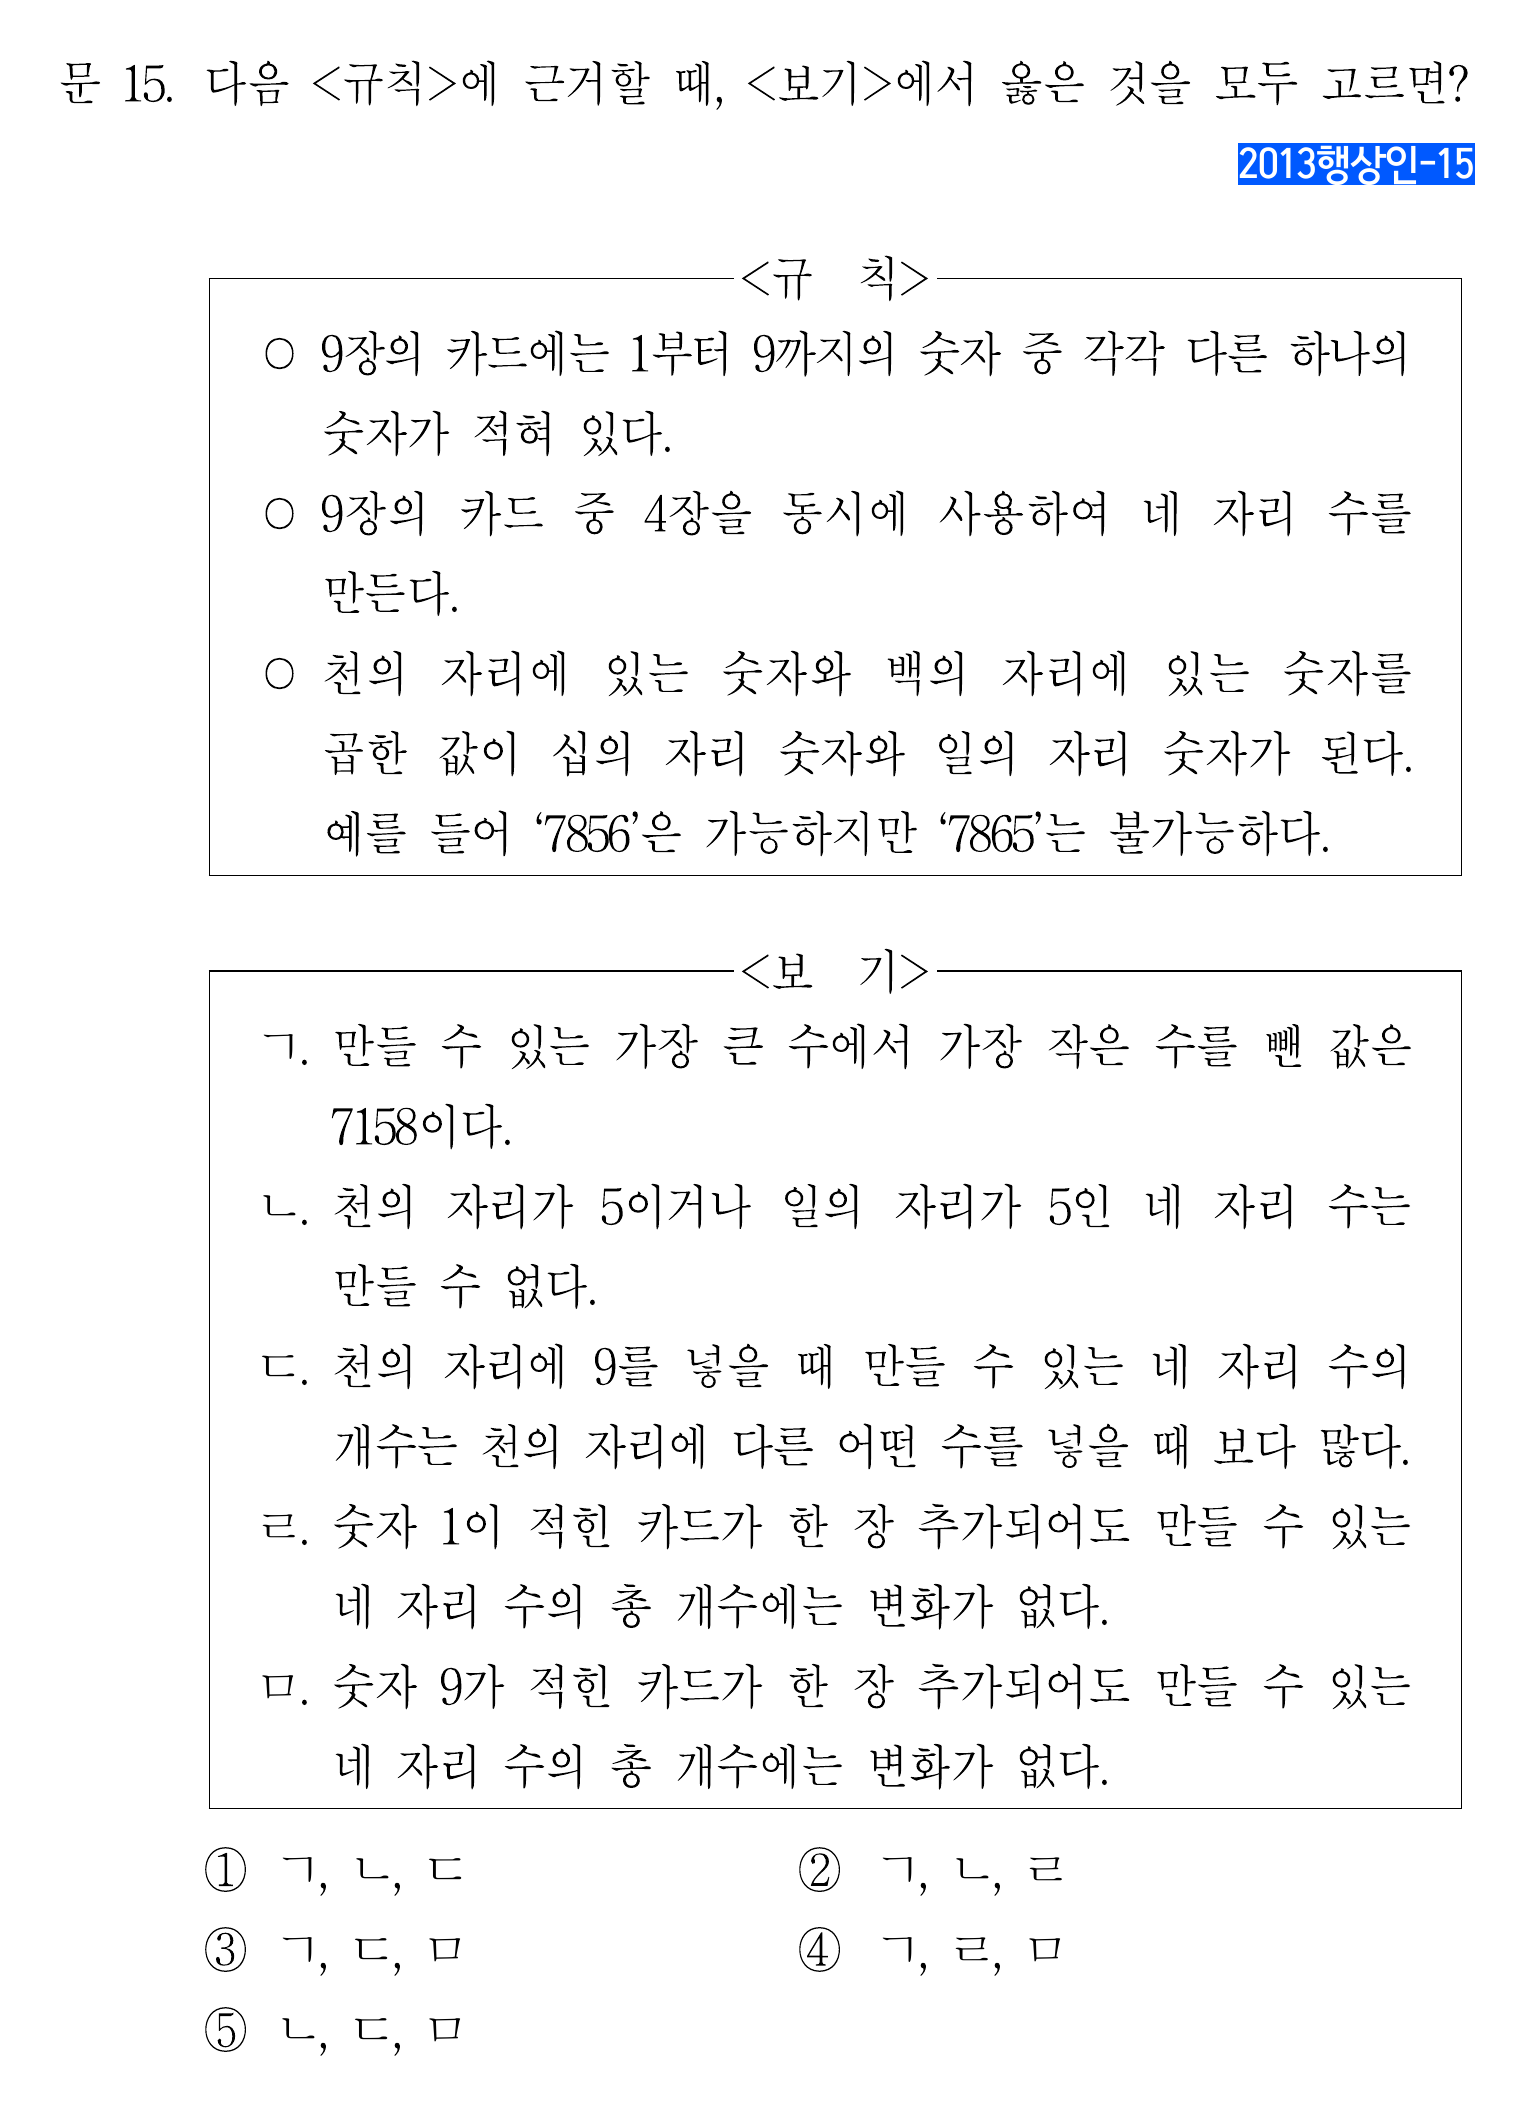 문 15. 다음 <규칙>에 근거할 때, <보기>에서 옳은 것을 모두 고르면?
2013행상인-15
<규 칙>
○ 9장의 카드에는 1부터 9까지의 숫자 중 각각 다른 하나의
숫자가 적혀 있다.
○ 9장의 카드 중 4장을 동시에 사용하여 네 자리 수를
만든다.
○ 천의 자리에 있는 숫자와 백의 자리에 있는 숫자를
곱한 값이 십의 자리 숫자와 일의 자리 숫자가 된다.
예를 들어 ‘7856’은 가능하지만 ‘7865’는 불가능하다.
<보 기>
ㄱ. 만들 수 있는 가장 큰 수에서 가장 작은 수를 뺀 값은
7158이다.
ㄴ. 천의 자리가 5이거나 일의 자리가 5인 네 자리 수는
만들 수 없다.
ㄷ. 천의 자리에 9를 넣을 때 만들 수 있는 네 자리 수의
개수는 천의 자리에 다른 어떤 수를 넣을 때 보다 많다.
ㄹ. 숫자 1이 적힌 카드가 한 장 추가되어도 만들 수 있는
네 자리 수의 총 개수에는 변화가 없다.
ㅁ. 숫자 9가 적힌 카드가 한 장 추가되어도 만들 수 있는
네 자리 수의 총 개수에는 변화가 없다.
① ㄱ, ㄴ, ㄷ ② ㄱ, ㄴ, ㄹ
③ ㄱ, ㄷ, ㅁ ④ ㄱ, ㄹ, ㅁ
⑤ ㄴ, ㄷ, ㅁ